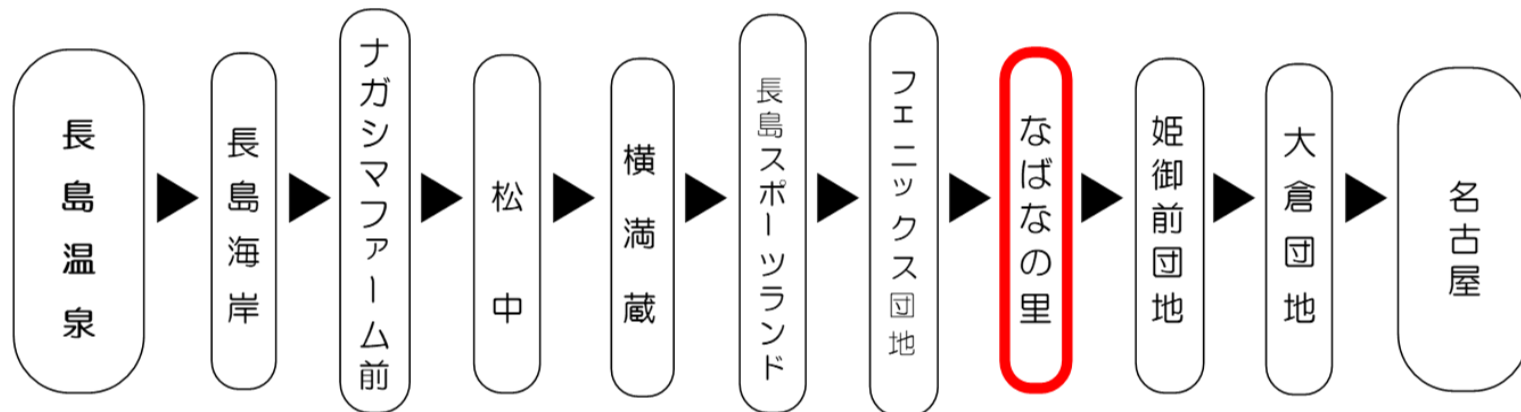 長島温泉
長島海岸
ナガシマファーム前
松中
横満蔵
長島スポーツランド
フェニックス団地
なばなの里
姫御前団地
大倉団地
名古屋